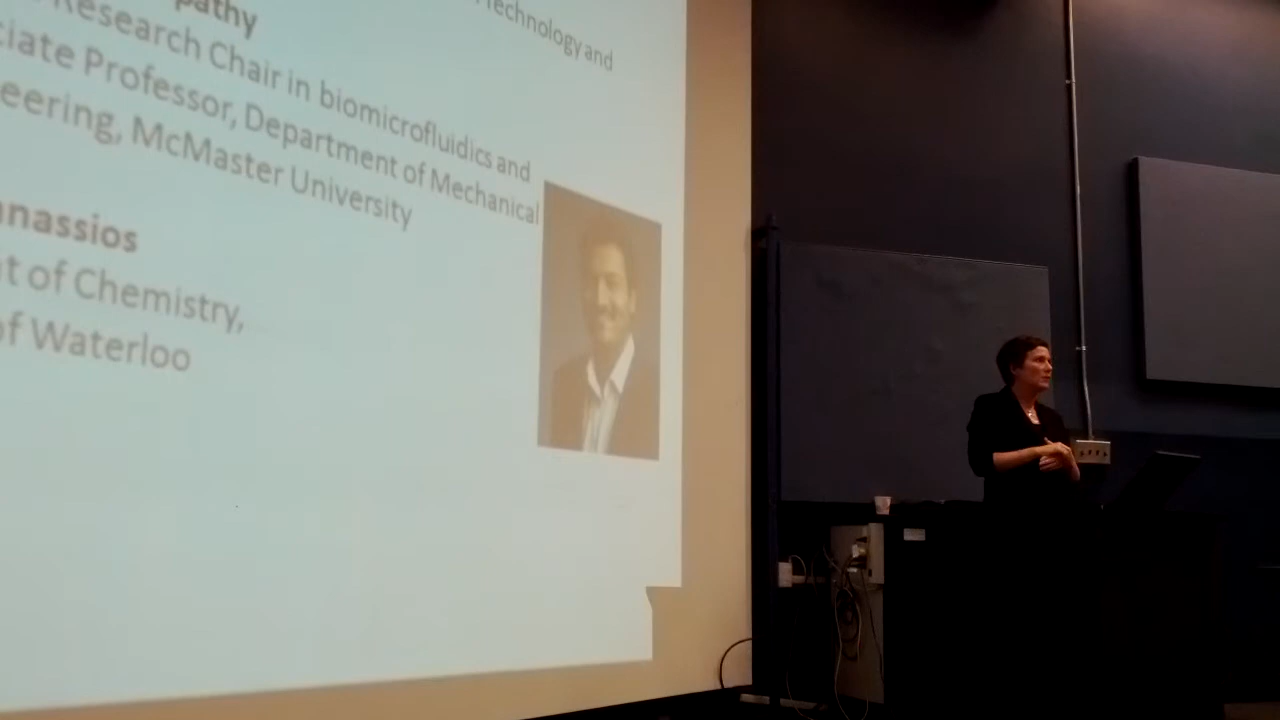 Technology and
pathy
Research Chair in biomicrofluidics and
ciate Professor, Department of Mechanical
eering, McMaster University
nassios
t of Chemistry,
of Waterloo